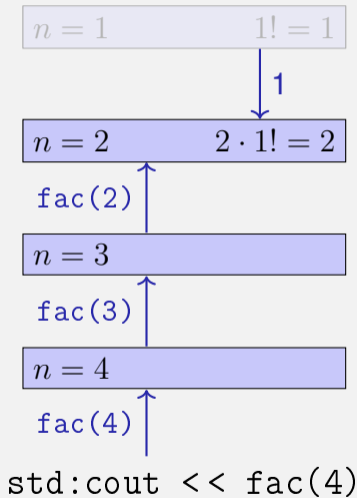 n = 1 1! = 1
1
n = 2 2 · 1! = 2
fac(2)
n = 3
fac(3)
n = 4
fac(4)
std:cout << fac(4)